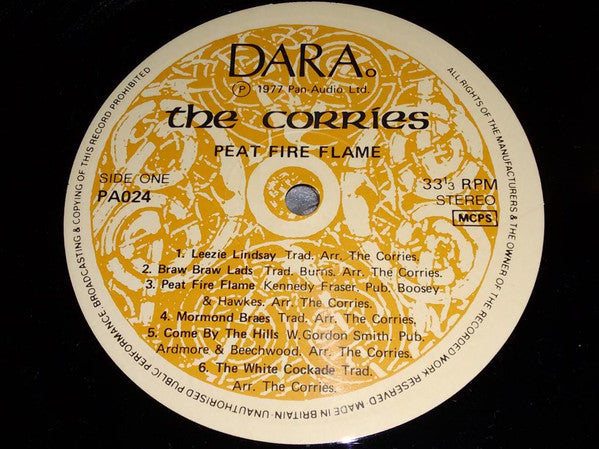 DARA.
Ⓟ 1977 Pan-Audio Ltd.
the corries
PEAT FIRE FLAME
SIDE ONE
PA024
33⅓ RPM
STEREO
MCPS
1. Leezie Lindsay Trad. Arr. The Corries.
2. Braw Braw Lads Trad. Burns. Arr. The Corries.
3. Peat Fire Flame Kennedy Fraser, Pub. Boosey
& Hawkes. Arr. The Corries.
4. Mormond Braes Trad. Arr. The Corries,
5. Come By The Hills W.Gordon Smith. Pub.
Ardmore & Beechwood. Arr. The Corries.
6. The White Cockade Trad.
Arr. The Corries.
ALL RIGHTS OF THE MANUFACTURERS & THE OWNER OF THE RECORDED WORK RESERVED · MADE IN BRITAIN · UNAUTHORISED PUBLIC PERFORMANCE BROADCASTING & COPYING OF THIS RECORD PROHIBITED